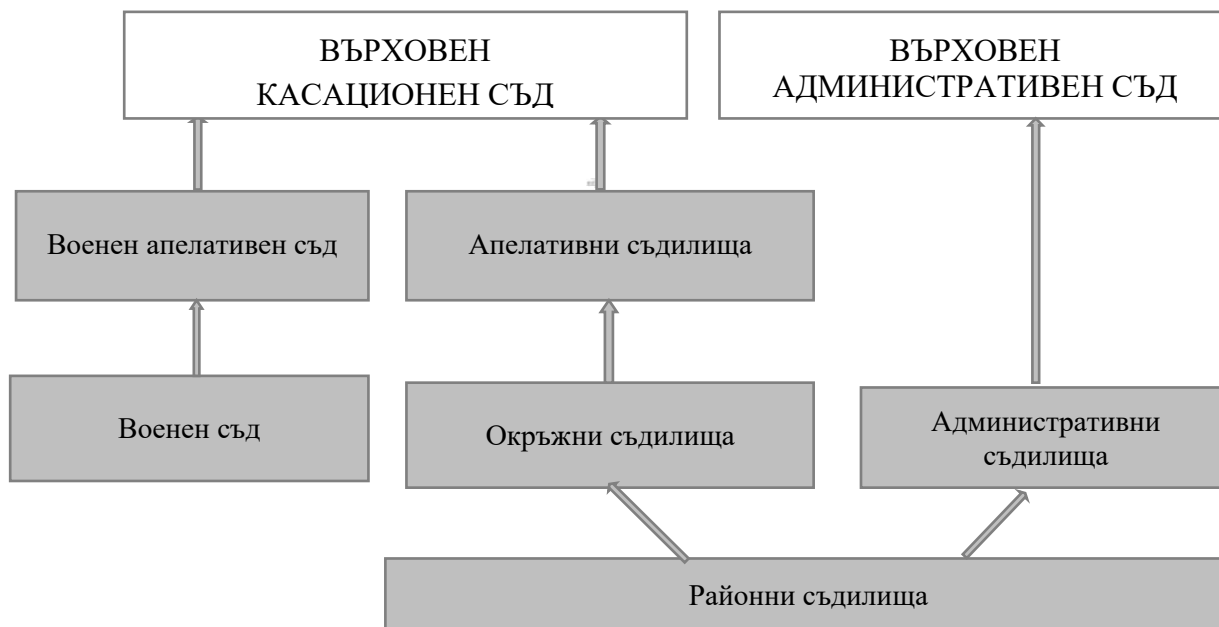 ВЪРХОВЕН
КАСАЦИОНЕН СЪД
ВЪРХОВЕН
АДМИНИСТРАТИВЕН СЪД
Военен апелативен съд
Апелативни съдилища
Военен съд
Окръжни съдилища
Административни
съдилища
Районни съдилища